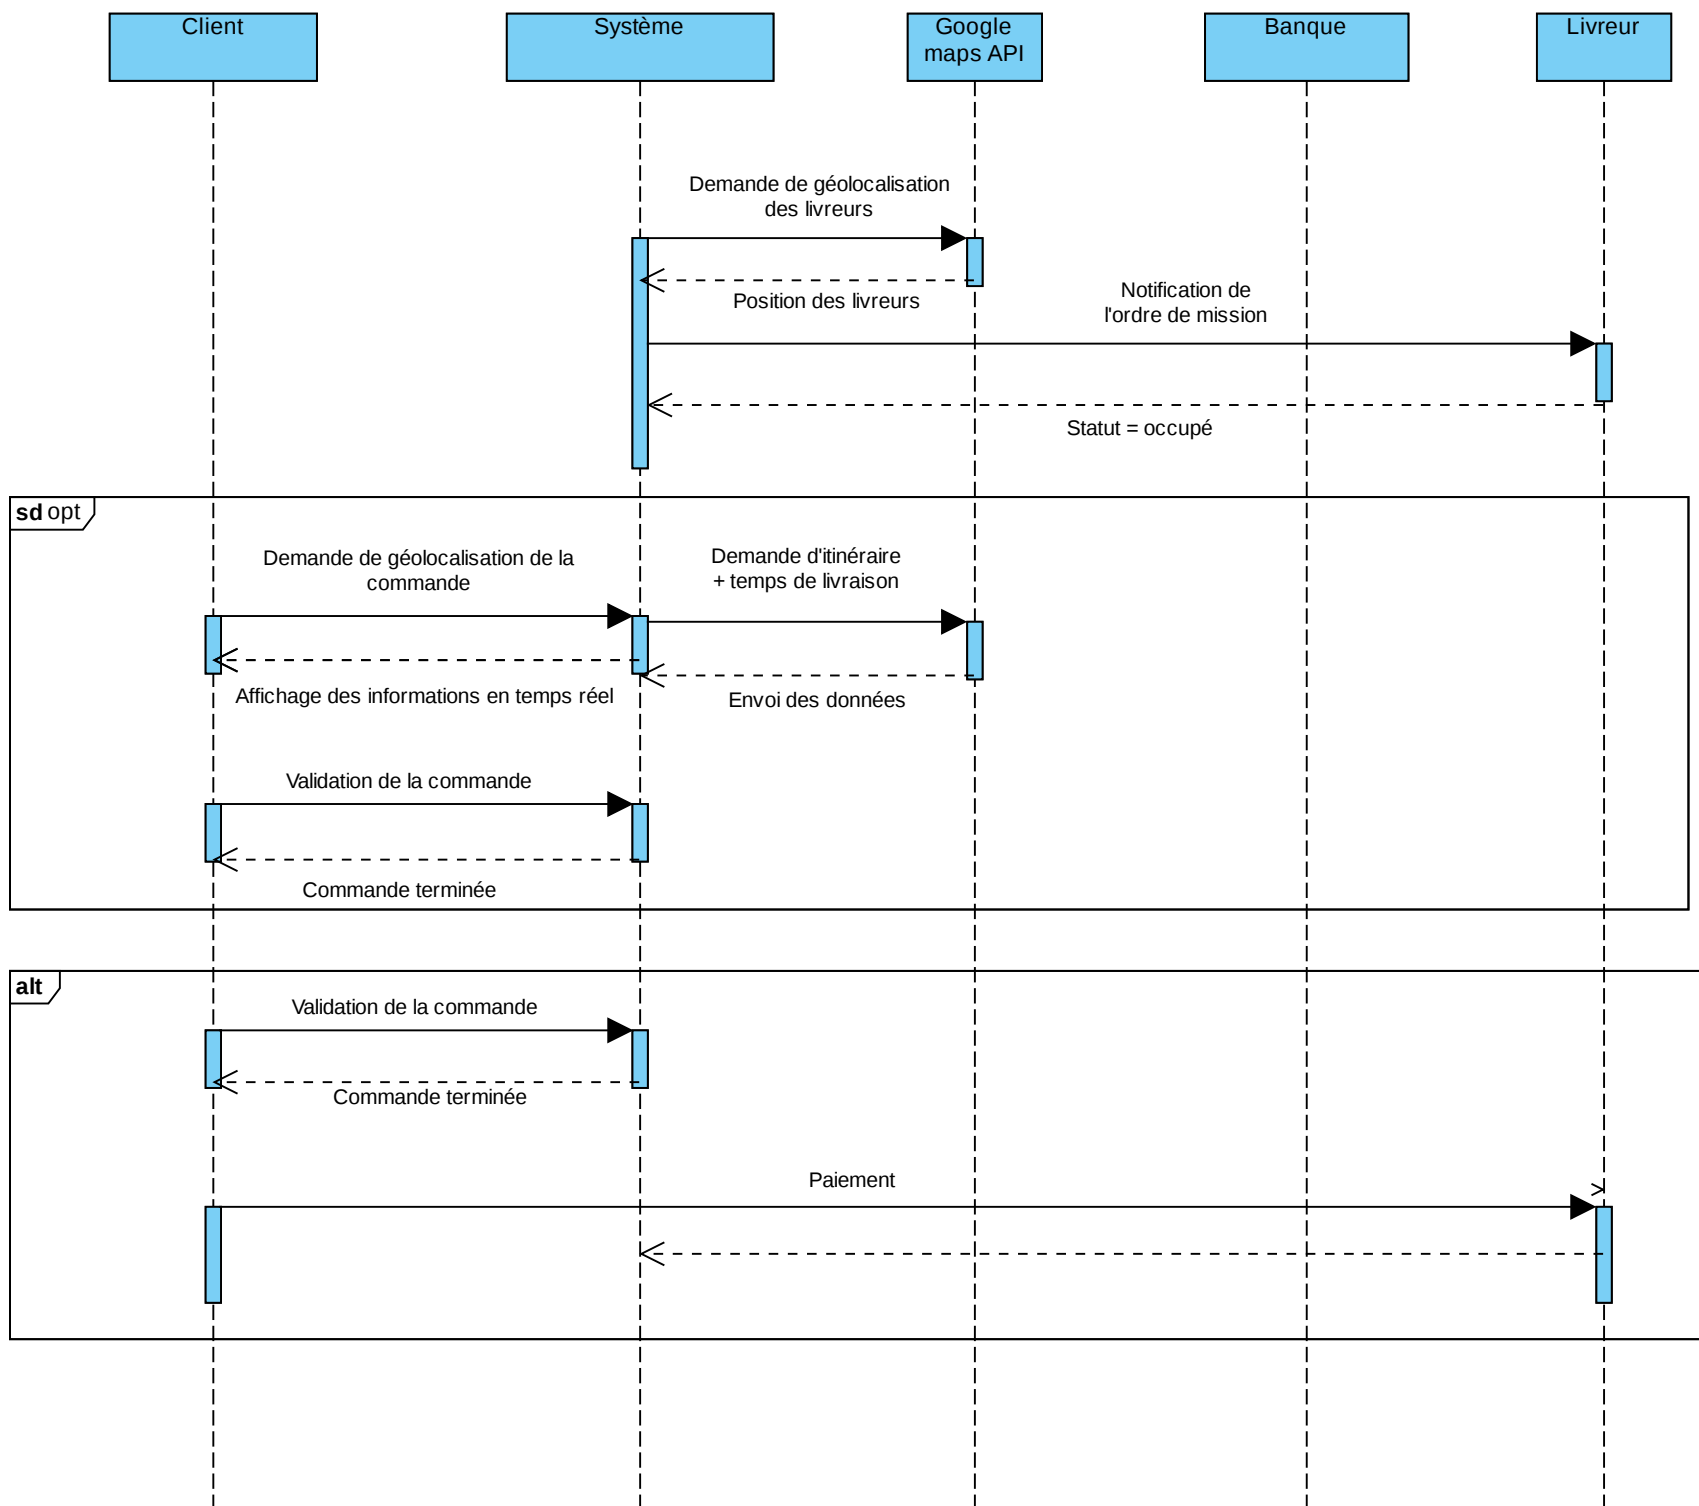 Client
Système
Google
maps API
Banque
Livreur
Demande de géolocalisation
des livreurs
Position des livreurs
Notification de
l'ordre de mission
Statut = occupé
sd opt
Demande de géolocalisation de la
commande
Demande d'itinéraire
+ temps de livraison
Affichage des informations en temps réel
Envoi des données
Validation de la commande
Commande terminée
alt
Validation de la commande
Commande terminée
Paiement